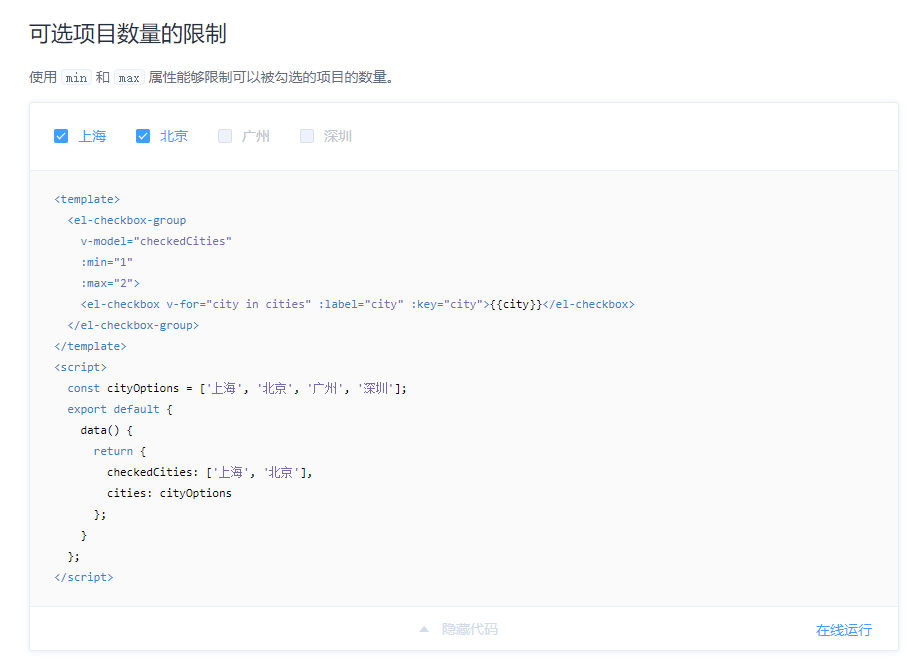 可选项目数量的限制
使用 min 和 max 属性能够限制可以被勾选的项目的数量。
上海 北京 广州 深圳
<template>
  <el-checkbox-group
    v-model="checkedCities"
    :min="1"
    :max="2">
    <el-checkbox v-for="city in cities" :label="city" :key="city">{{city}}</el-checkbox>
  </el-checkbox-group>
</template>
<script>
  const cityOptions = ['上海', '北京', '广州', '深圳'];
  export default {
    data() {
      return {
        checkedCities: ['上海', '北京'],
        cities: cityOptions
      };
    }
  };
</script>
隐藏代码 在线运行